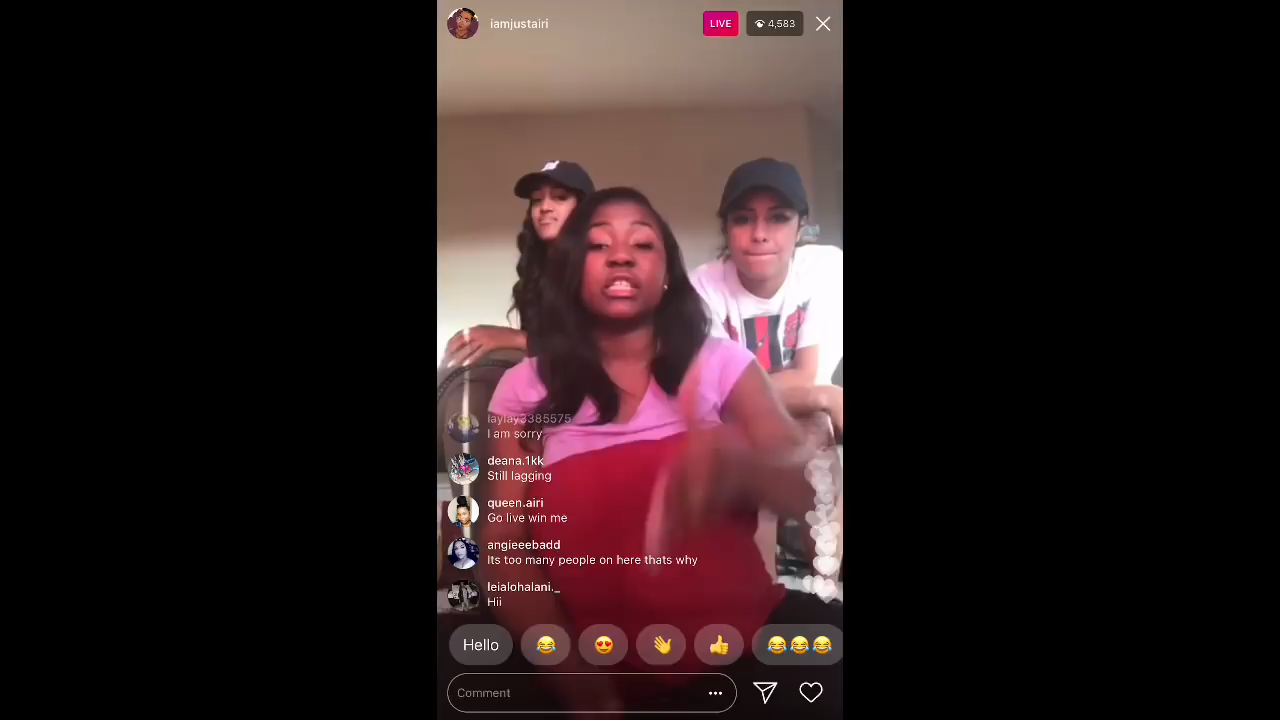 iamjustairi
LIVE
4,583
laylay3385575
I am sorry
deana.1kk
Still lagging
queen.airi
Go live win me
angieeebadd
Its too many people on here thats why
leialohalani._
Hii
Hello
Comment